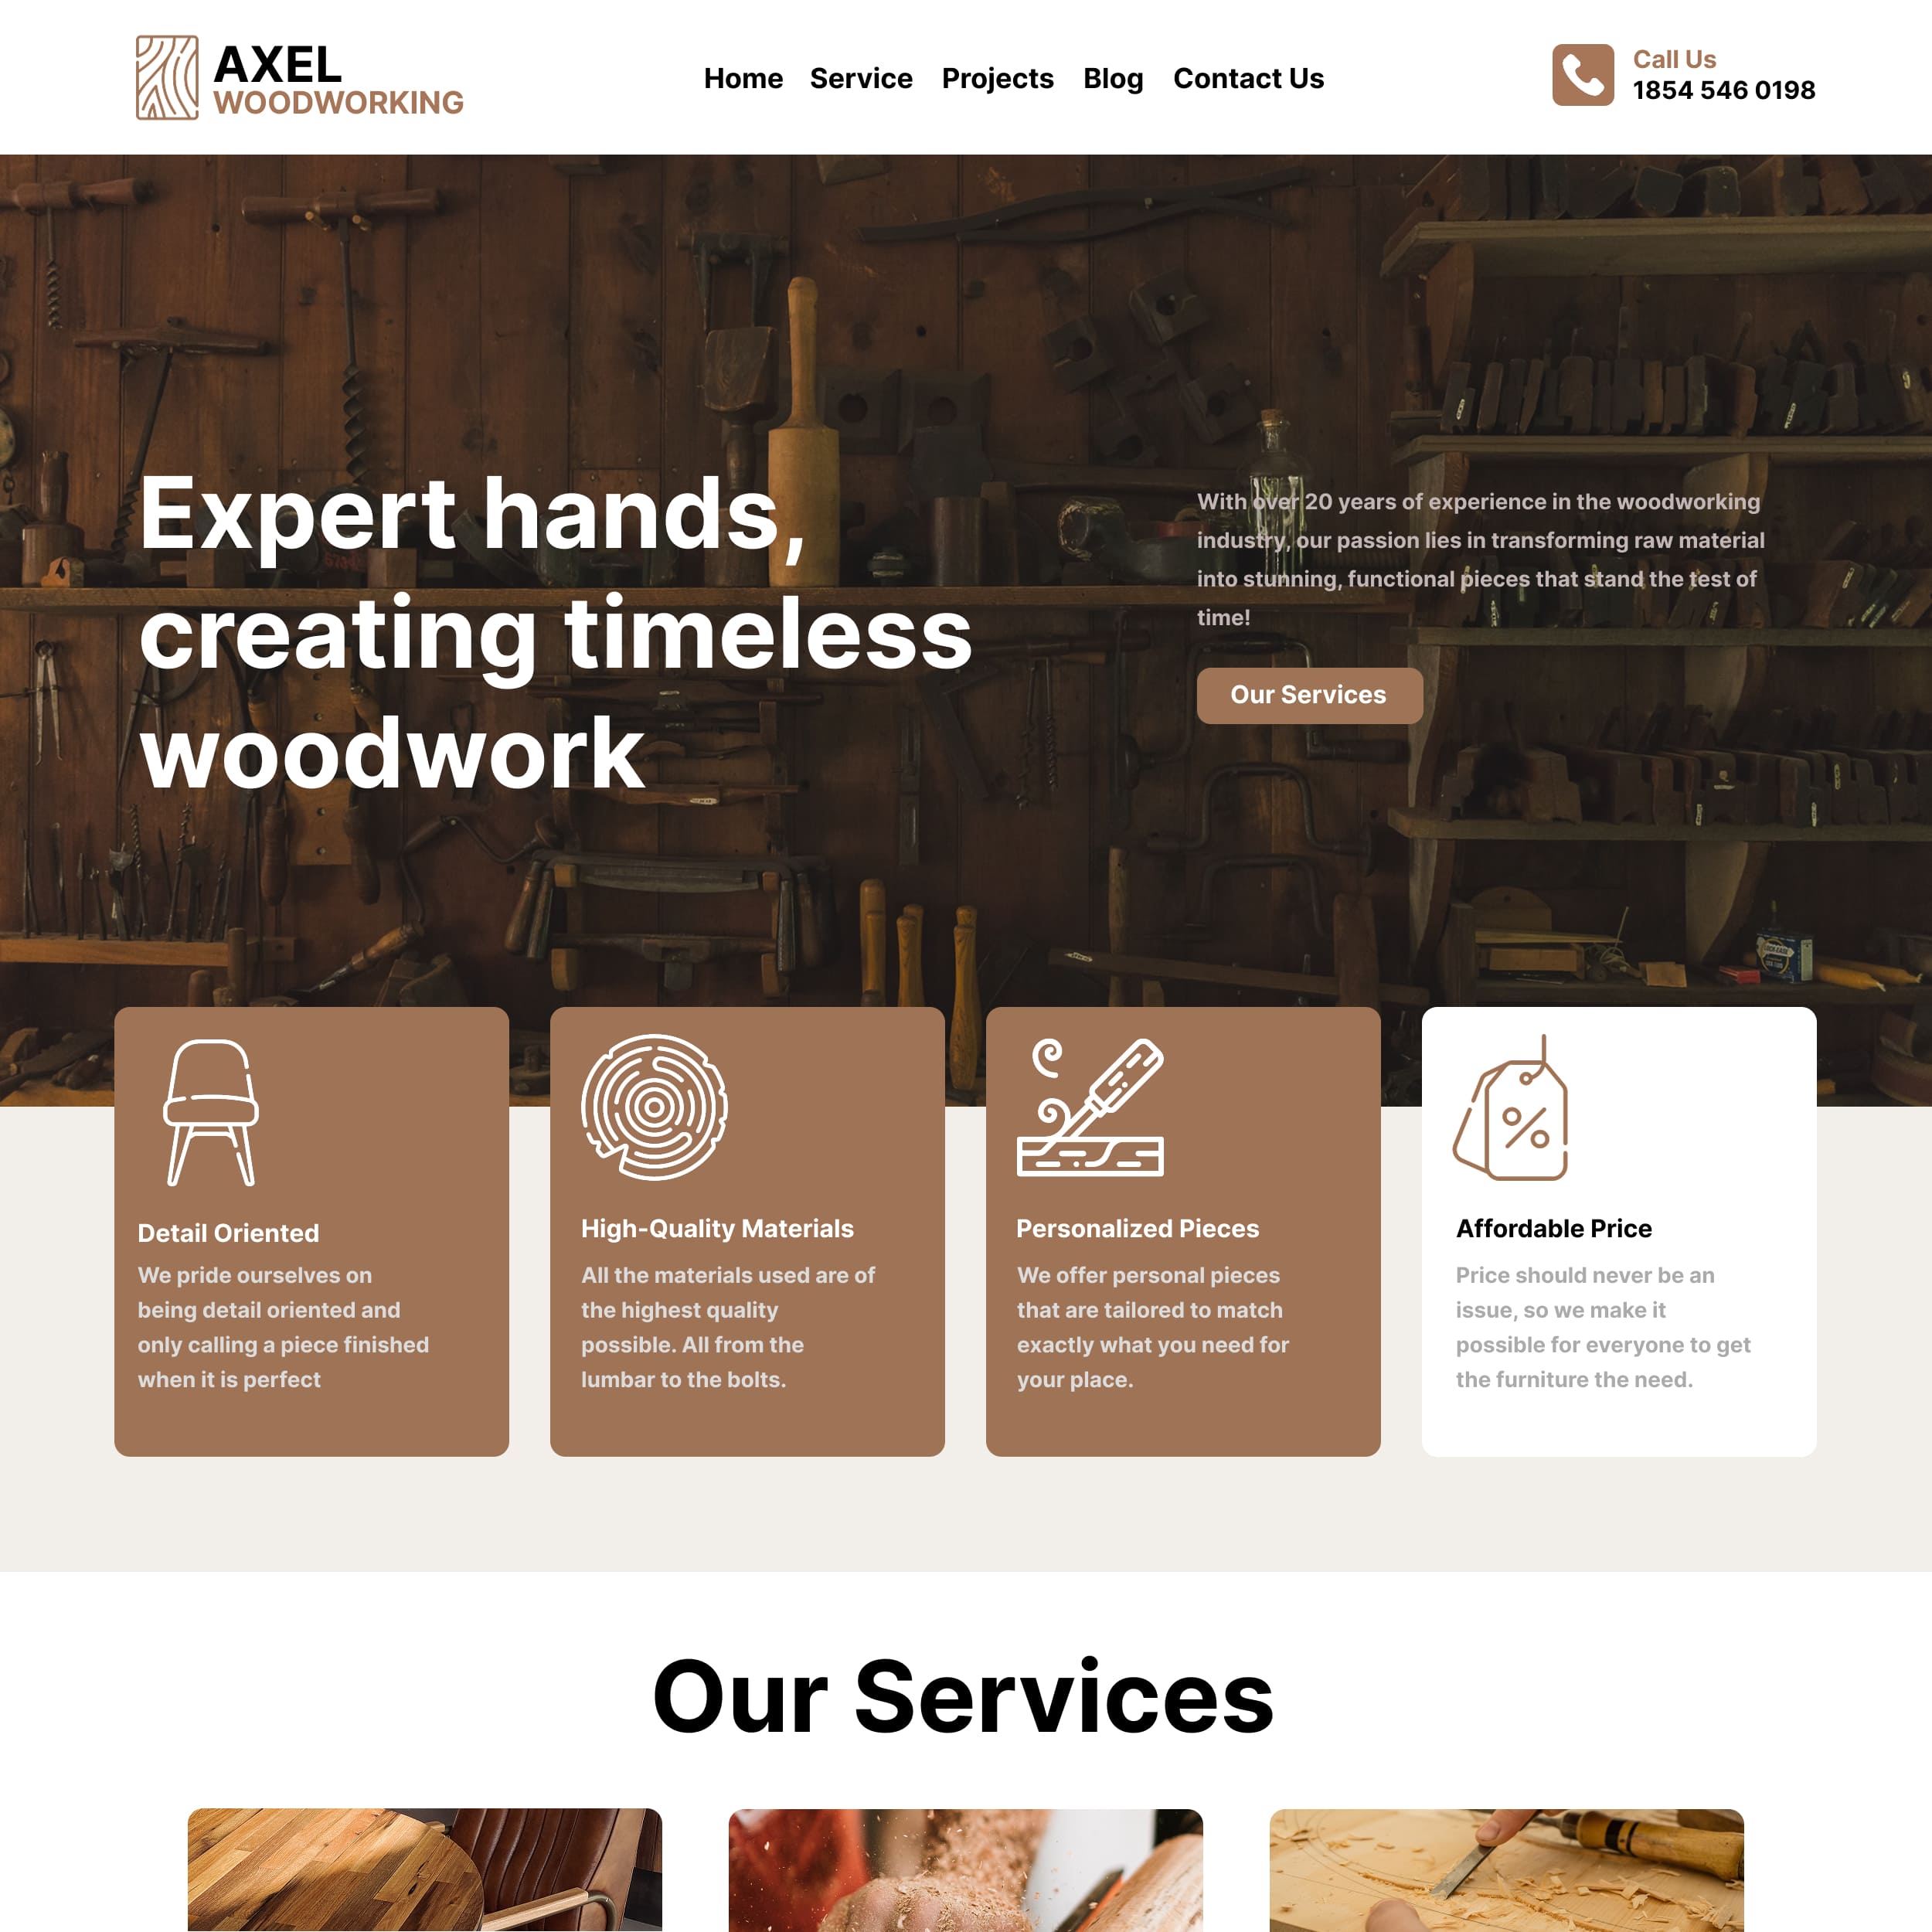 AXEL
WOODWORKING
Home Service Projects Blog Contact Us
Call Us
1854 546 0198
Expert hands,
creating timeless
woodwork
With over 20 years of experience in the woodworking
industry, our passion lies in transforming raw material
into stunning, functional pieces that stand the test of
time!
Our Services
Detail Oriented
We pride ourselves on
being detail oriented and
only calling a piece finished
when it is perfect
High-Quality Materials
All the materials used are of
the highest quality
possible. All from the
lumbar to the bolts.
Personalized Pieces
We offer personal pieces
that are tailored to match
exactly what you need for
your place.
Affordable Price
Price should never be an
issue, so we make it
possible for everyone to get
the furniture the need.
Our Services